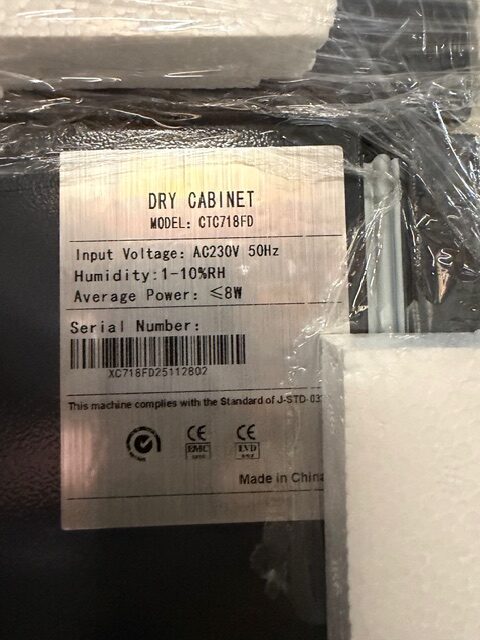 DRY CABINET
MODEL: CTC718FD
Input Voltage: AC230V 50Hz
Humidity:1-10%RH
Average Power: ≤8W
Serial Number:
XC718FD25112802
This machine complies with the Standard of J-STD-03
CE CE
EMC LVD
Made in China